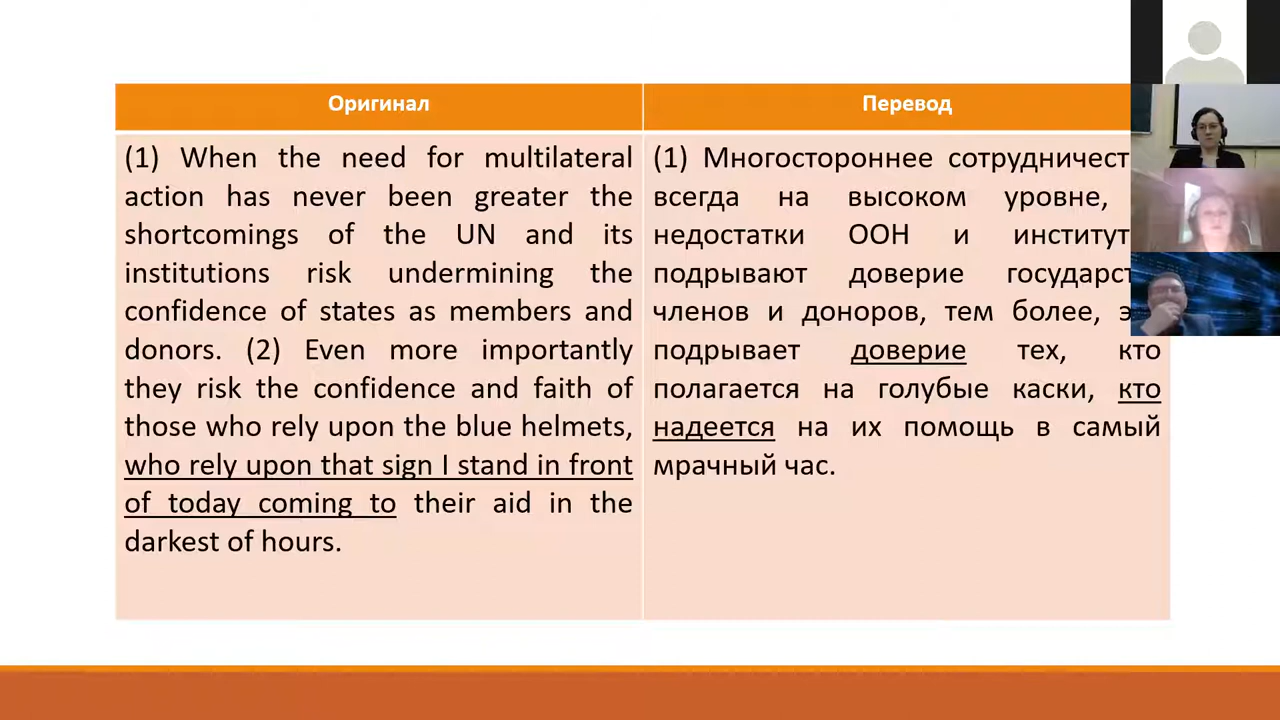 Оригинал
Перевод
(1) When the need for multilateral
action has never been greater the
shortcomings of the UN and its
institutions risk undermining the
confidence of states as members and
donors. (2) Even more importantly
they risk the confidence and faith of
those who rely upon the blue helmets,
who rely upon that sign I stand in front
of today coming to their aid in the
darkest of hours.
(1) Многостороннее
всегда на высоком уровне,
недостатки ООН и
подрывают доверие
членов и доноров, тем более,
подрывает доверие тех, кто
полагается на голубые каски, кто
надеется на их помощь в самый
мрачный час.